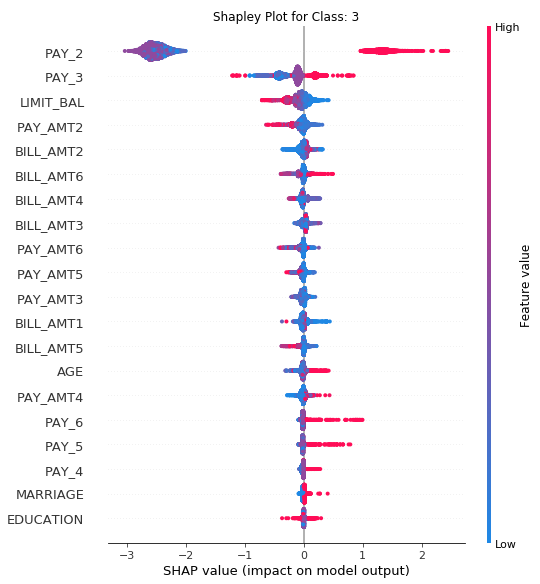 Shapley Plot for Class: 3
High
PAY_2
PAY_3
LIMIT_BAL
PAY_AMT2
BILL_AMT2
BILL_AMT6
BILL_AMT4
BILL_AMT3
PAY_AMT6
PAY_AMT5
PAY_AMT3
BILL_AMT1
BILL_AMT5
AGE
PAY_AMT4
PAY_6
PAY_5
PAY_4
MARRIAGE
EDUCATION
Feature value
Low
−3 −2 −1 0 1 2
SHAP value (impact on model output)